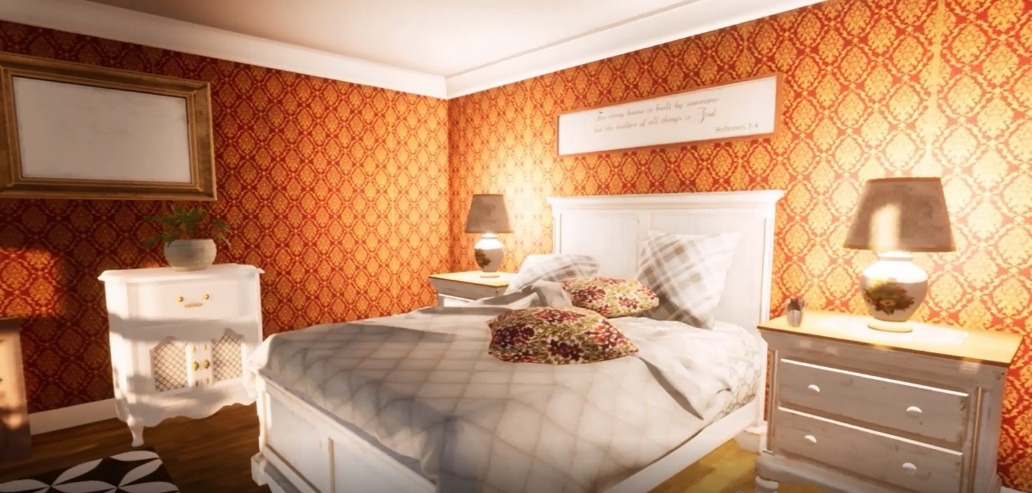 For every house is built by someone,
but the builder of all things is God.
Hebrews 3:4